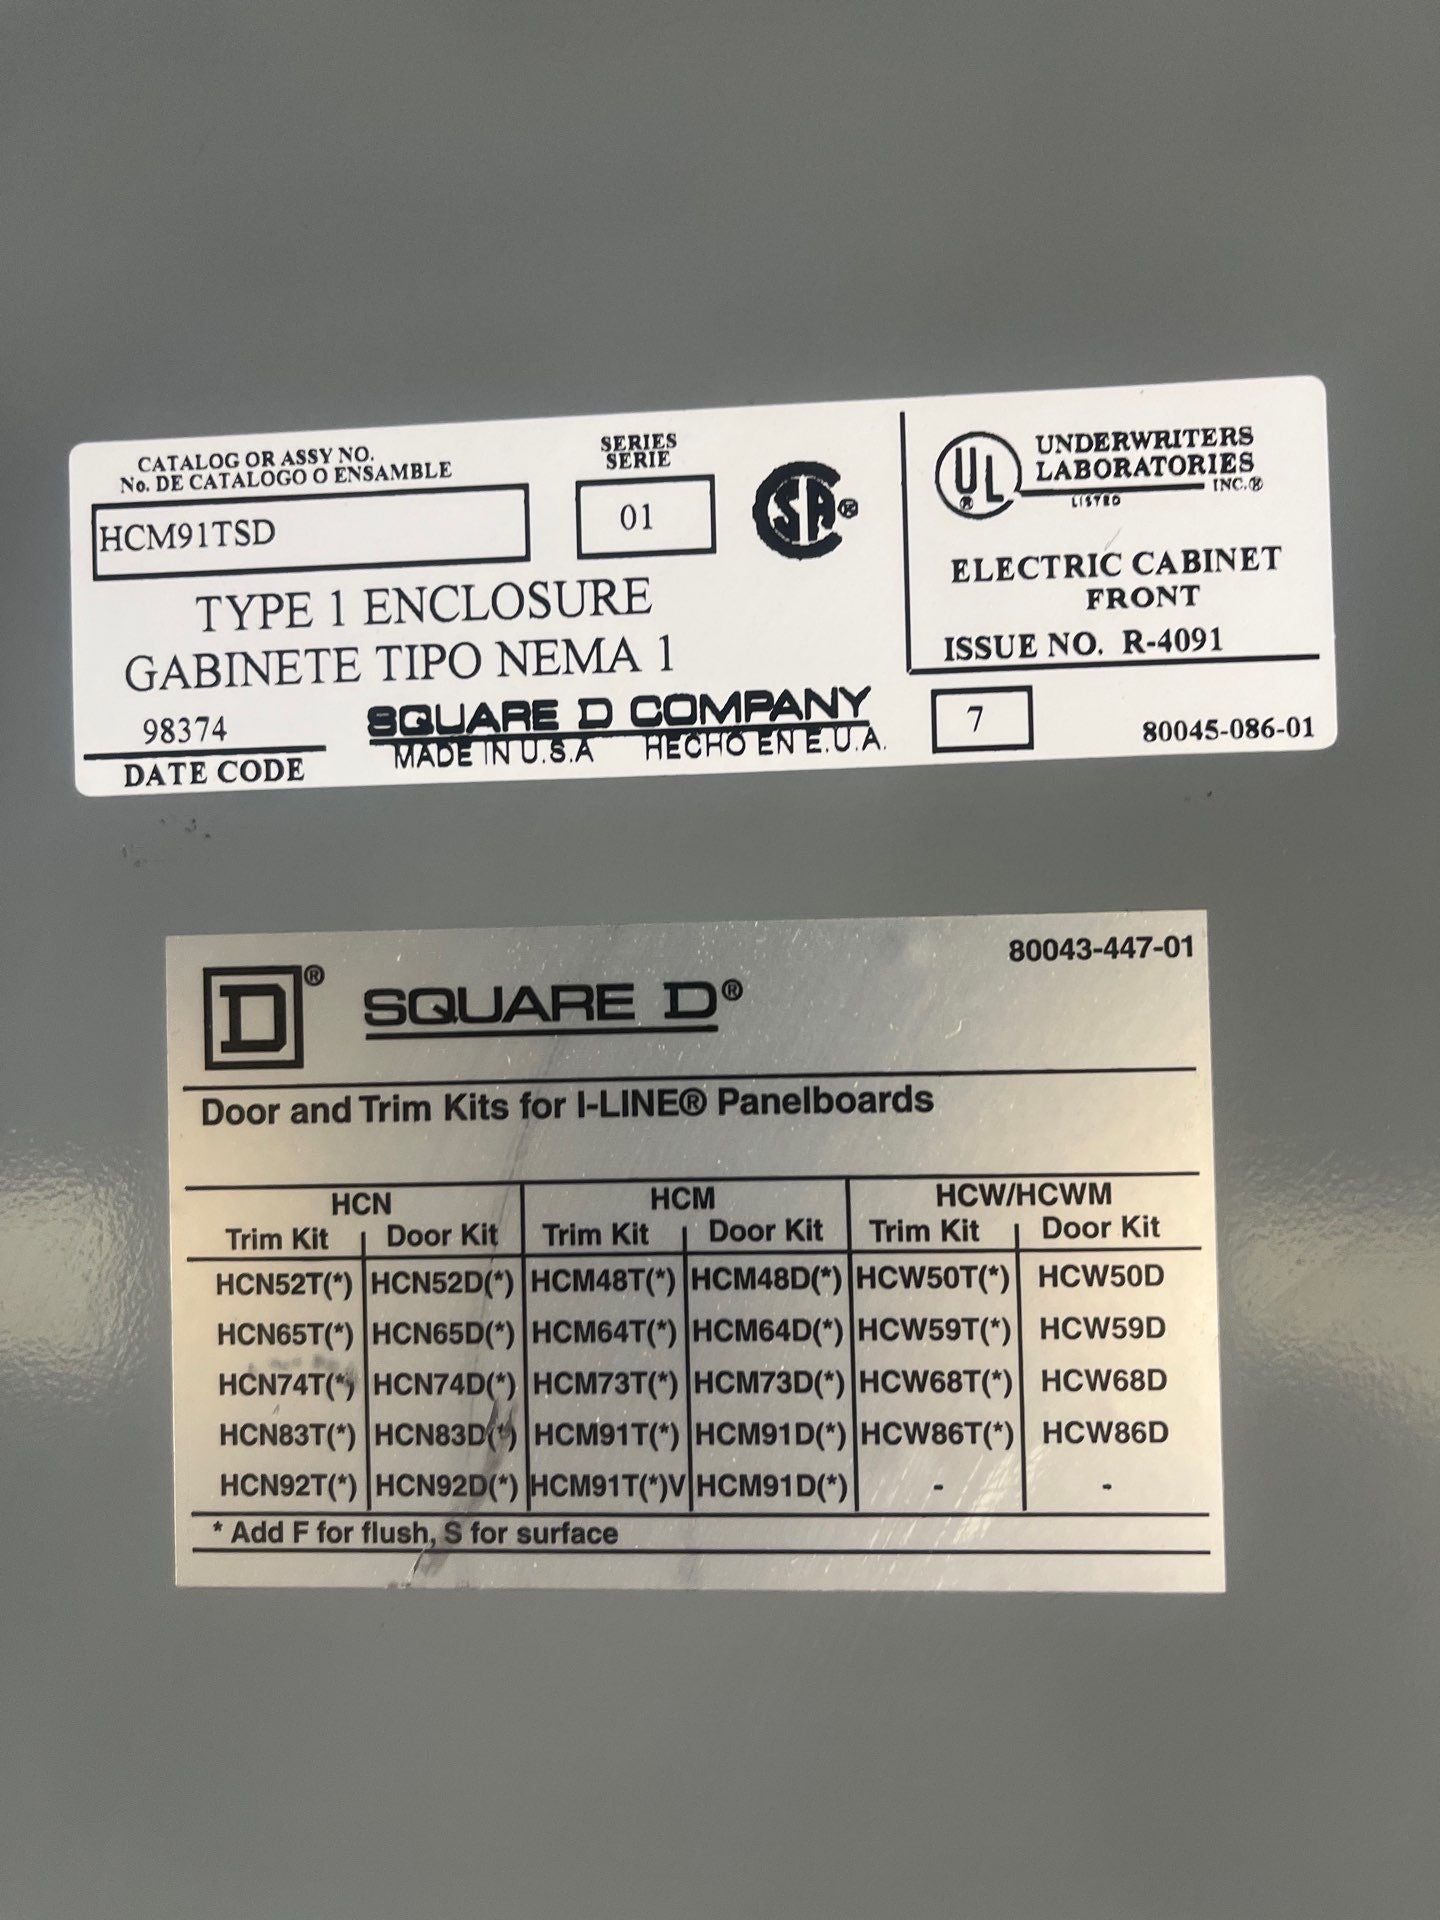 CATALOG OR ASSY NO.
No. DE CATALOGO O ENSAMBLE
HCM91TSD
SERIES
SERIE
01
SA®
TYPE 1 ENCLOSURE
GABINETE TIPO NEMA 1
98374
DATE CODE
SQUARE D COMPANY
MADE IN U.S.A HECHO EN E.U.A.
UL®
UNDERWRITERS
LABORATORIES
INC.®
LISTED
ELECTRIC CABINET
FRONT
ISSUE NO. R-4091
7
80045-086-01
80043-447-01
D® SQUARE D®
Door and Trim Kits for I-LINE® Panelboards
HCN HCM HCW/HCWM
Trim Kit Door Kit Trim Kit Door Kit Trim Kit Door Kit
HCN52T(*) HCN52D(*) HCM48T(*) HCM48D(*) HCW50T(*) HCW50D
HCN65T(*) HCN65D(*) HCM64T(*) HCM64D(*) HCW59T(*) HCW59D
HCN74T(*) HCN74D(*) HCM73T(*) HCM73D(*) HCW68T(*) HCW68D
HCN83T(*) HCN83D(*) HCM91T(*) HCM91D(*) HCW86T(*) HCW86D
HCN92T(*) HCN92D(*) HCM91T(*)V HCM91D(*) - -
* Add F for flush, S for surface